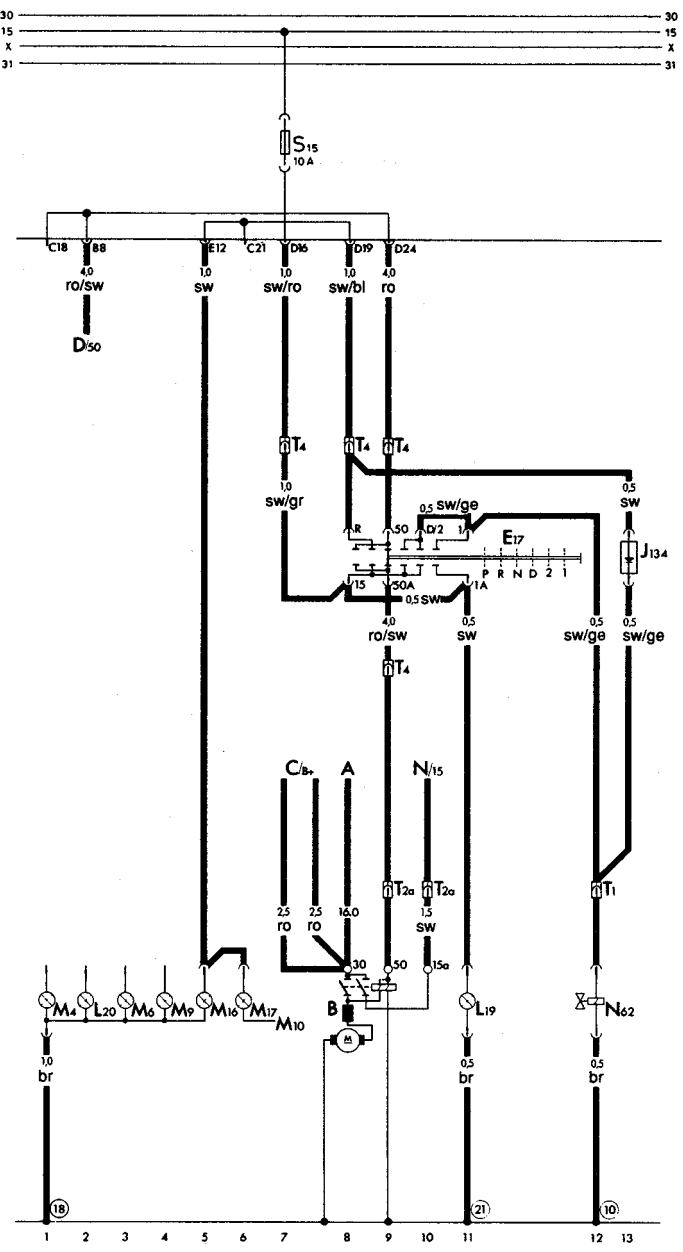 30 30
15 15
X X
31 31
S15
10 A
C18 B8 E12 C21 D16 D19 D24
4,0 1,0 1,0 1,0 4,0
ro/sw sw sw/ro sw/bl ro
D/50
T4 T4 T4
1,0
sw/gr
0,5
sw
0,5 sw/ge
R 50 D/2 1
E17
J134
P R N D 2 1
15 50A 1A
0,5 sw
4,0 0,5 0,5 0,5
ro/sw sw sw/ge sw/ge
T4
C/B+ A N/15
T2a T2a T1
2,5 2,5 16.0 1,5
ro ro sw
30 50 15a
M4 L20 M6 M9 M16 M17 B L19 N62
M10
M
1,0 0,5 0,5
br br br
18 21 10
1 2 3 4 5 6 7 8 9 10 11 12 13